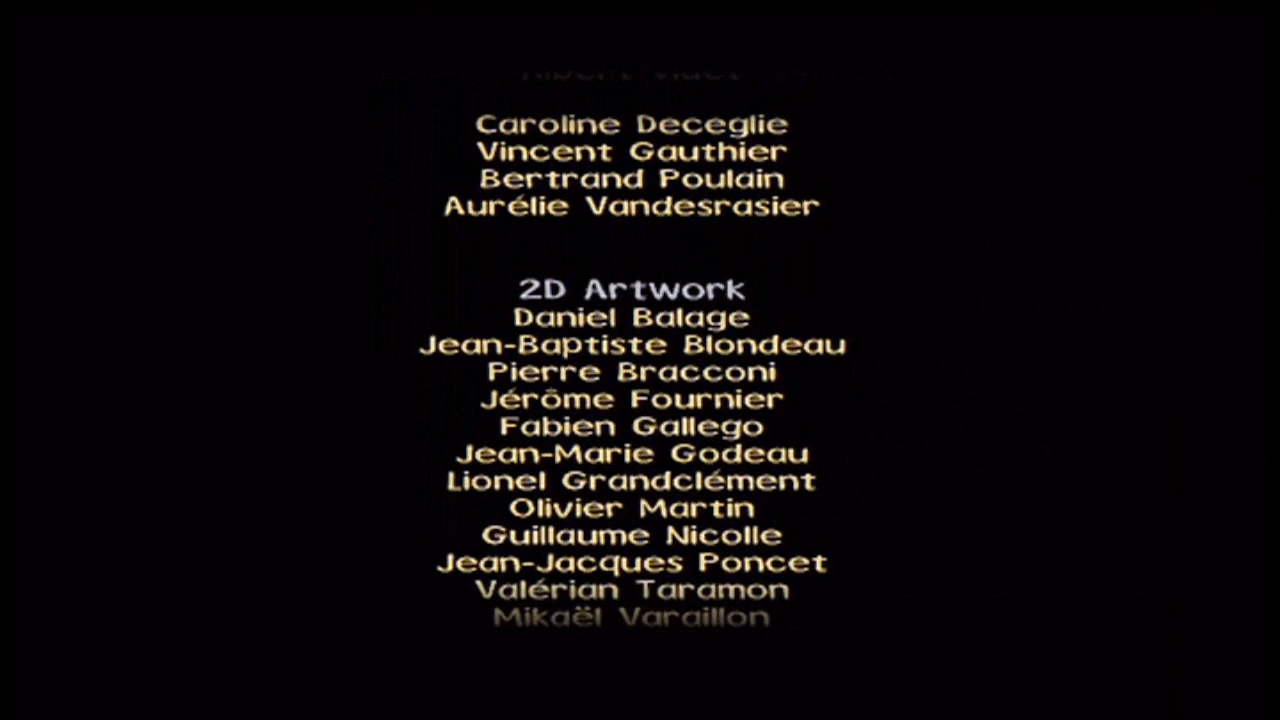 Caroline Deceglie
Vincent Gauthier
Bertrand Poulain
Aurélie Vandesrasier
2D Artwork
Daniel Balage
Jean-Baptiste Blondeau
Pierre Bracconi
Jérôme Fournier
Fabien Gallego
Jean-Marie Godeau
Lionel Grandclément
Olivier Martin
Guillaume Nicolle
Jean-Jacques Poncet
Valérian Taramon
Mikaël Varaillon